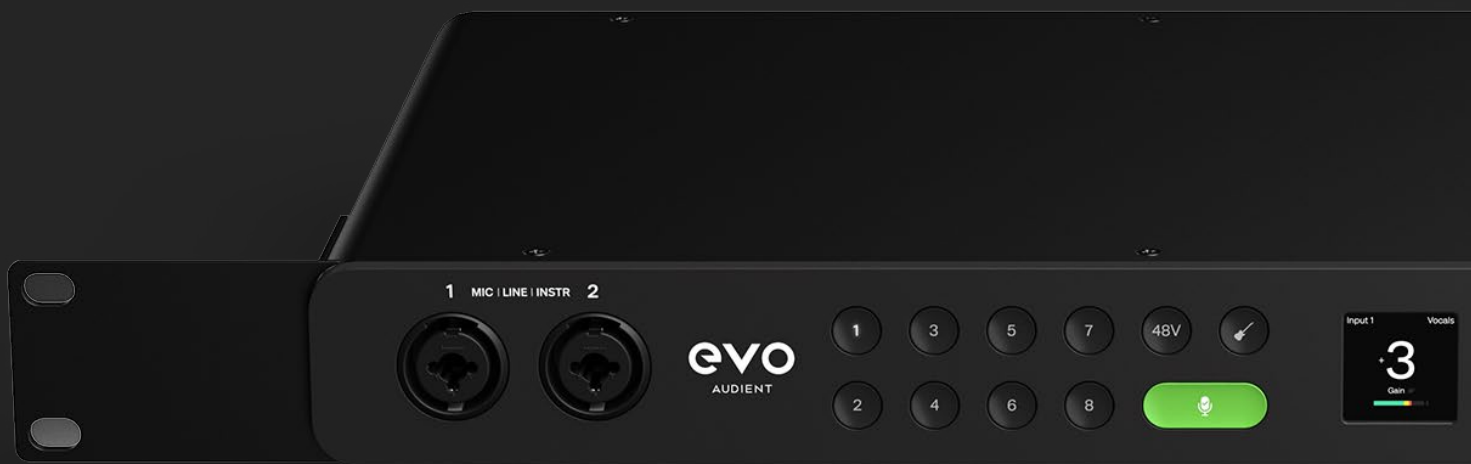 1 MIC | LINE | INSTR 2
evo
AUDIENT
1 3 5 7 48V
2 4 6 8
Input 1 Vocals
+3
Gain